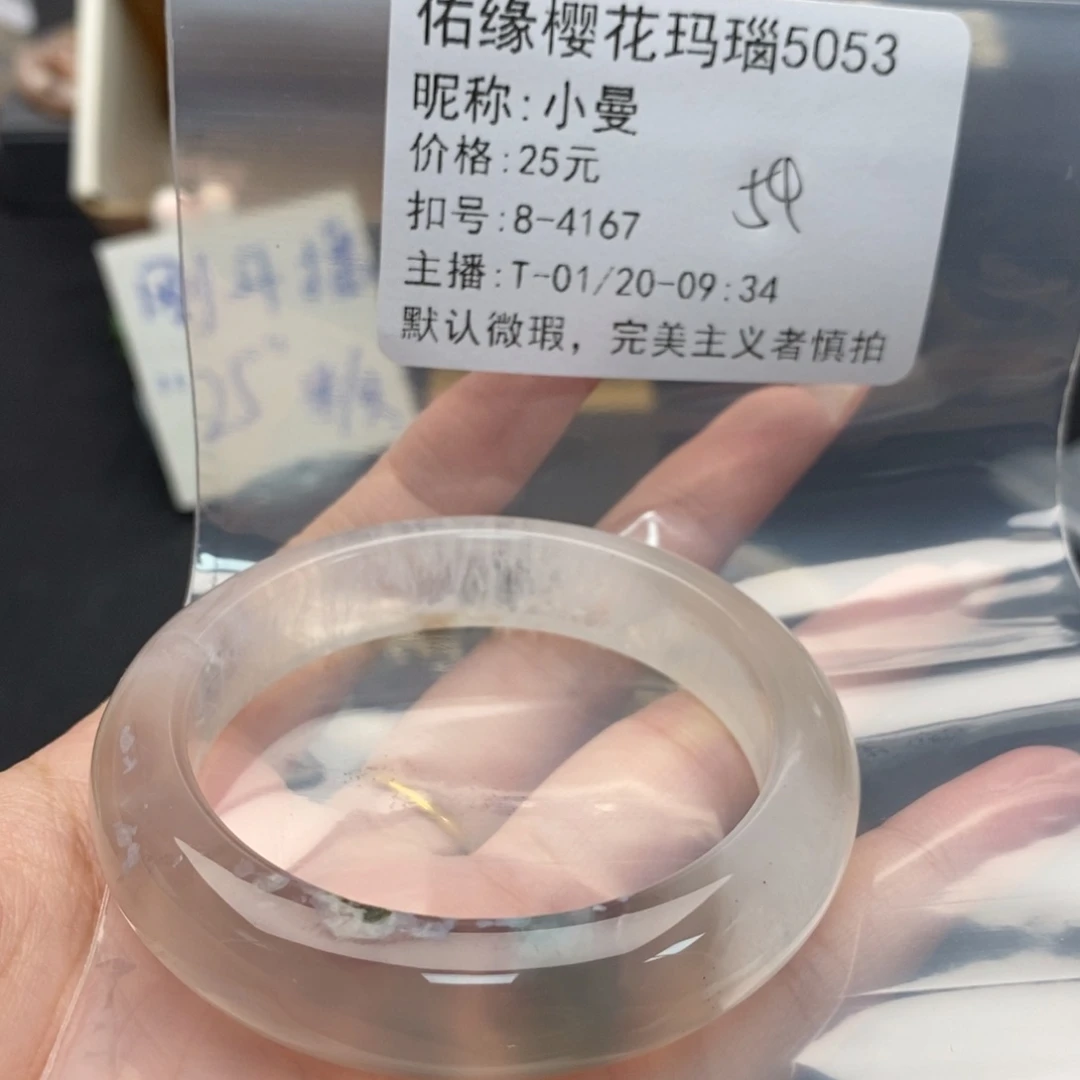 佑缘樱花玛瑙5053
昵称:小曼
价格:25元
54
扣号:8-4167
主播:T-01/20-09:34
默认微瑕，完美主义者慎拍
25